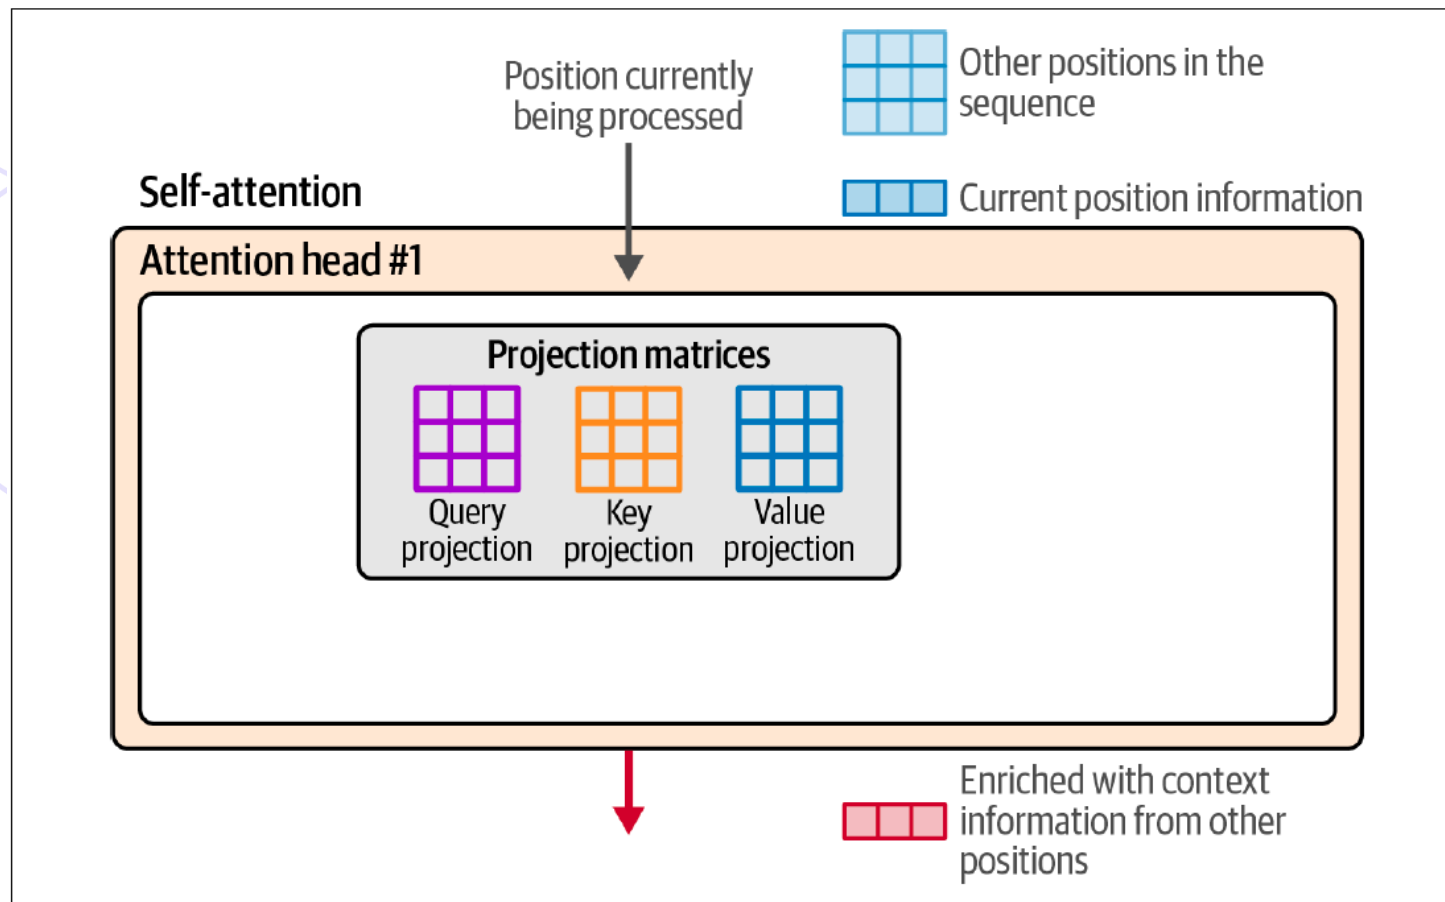 Position currently
being processed
Other positions in the
sequence
Current position information
Self-attention
Attention head #1
Projection matrices
Query
projection
Key
projection
Value
projection
Enriched with context
information from other
positions